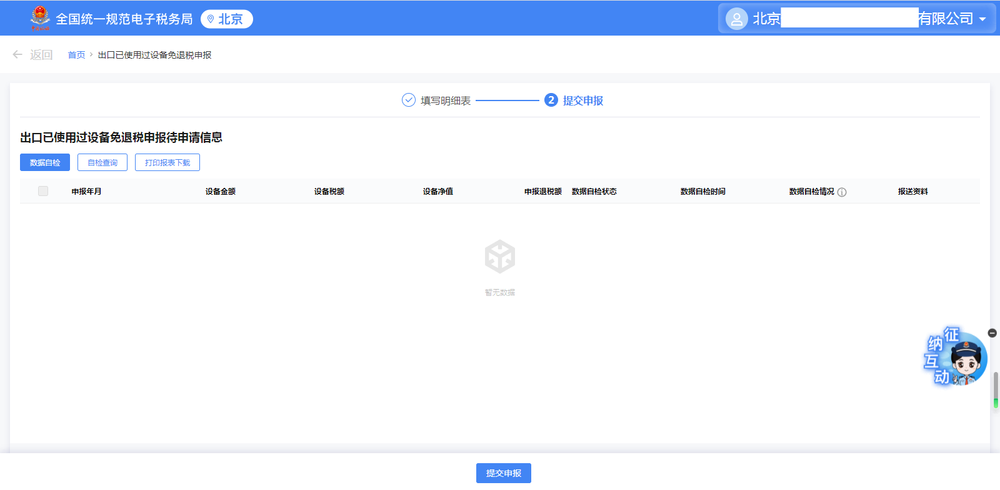 全国统一规范电子税务局 北京 北京 有限公司
返回 首页 > 出口已使用过设备免退税申报
填写明细表 2 提交申报
出口已使用过设备免退税申报待申请信息
数据自检 自检查询 打印报表下载
申报年月 设备金额 设备税额 设备净值 申报退税额 数据自检状态 数据自检时间 数据自检情况 报送资料
暂无数据
征纳互动
提交申报